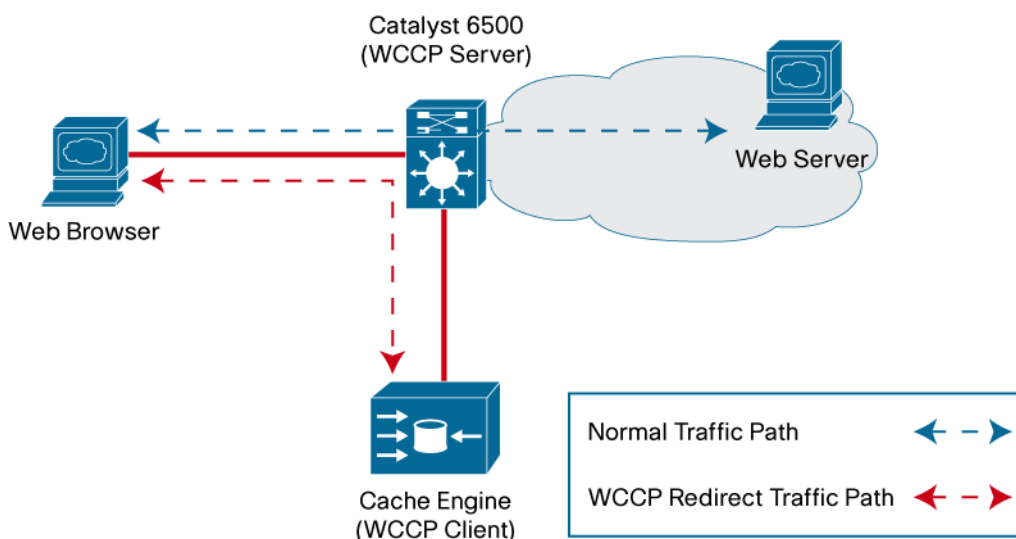 Catalyst 6500
(WCCP Server)
Web Server
Web Browser
Cache Engine
(WCCP Client)
Normal Traffic Path
WCCP Redirect Traffic Path